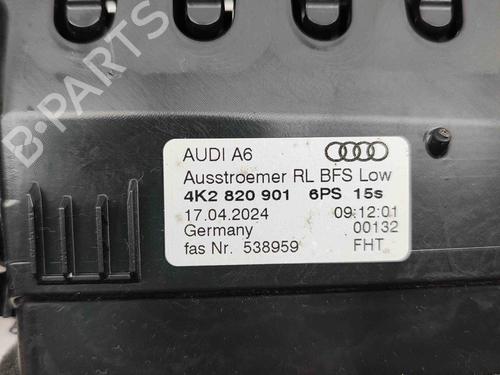 B-PARTS
AUDI A6
Ausstroemer RL BFS Low
4K2 820 901 6PS 15s
17.04.2024 09:12:01
Germany 00132
fas Nr. 538959 FHT